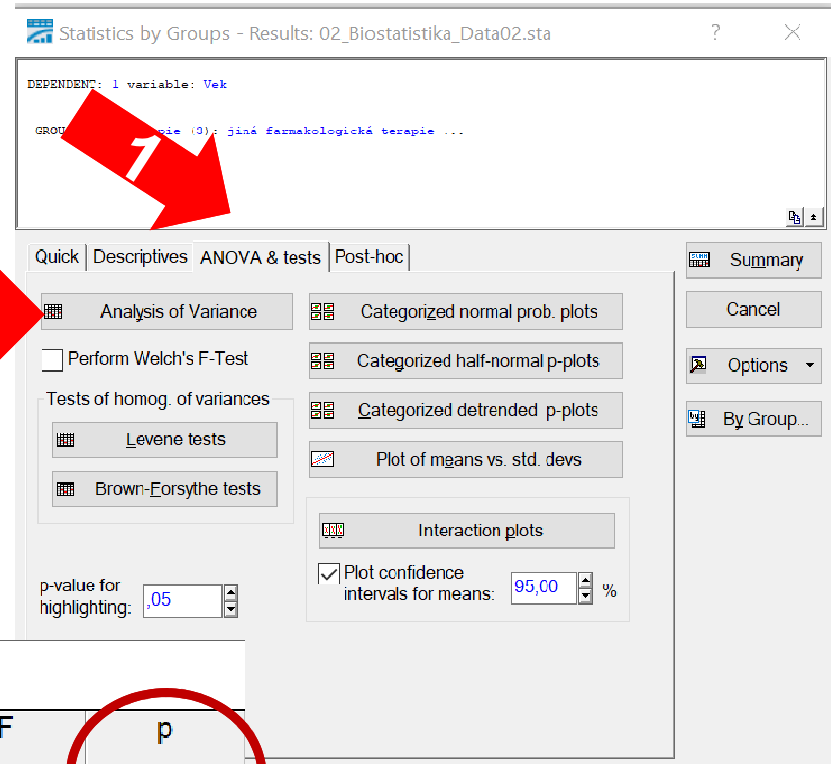 Statistics by Groups - Results: 02_Biostatistika_Data02.sta ?
DEPENDENT: 1 variable: Vek
GROU pie (3): jiná farmakologická terapie ...
1
Quick Descriptives ANOVA & tests Post-hoc
Summary
Analysis of Variance
Categorized normal prob. plots
Cancel
Perform Welch's F-Test
Categorized half-normal p-plots
Options
Tests of homog. of variances
Levene tests
Categorized detrended p-plots
By Group...
Plot of means vs. std. devs
Brown-Forsythe tests
Interaction plots
p-value for
highlighting: ,05
Plot confidence
intervals for means: 95,00 %
F p